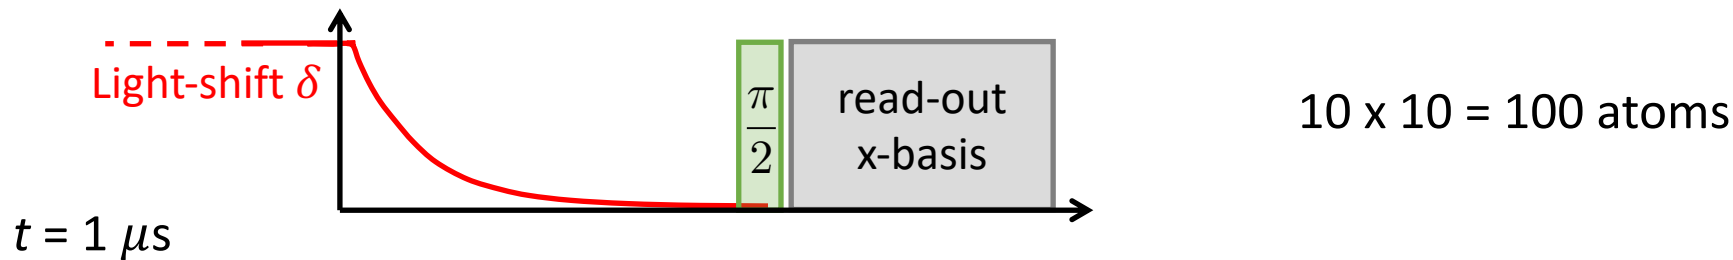 Light-shift δ
π
2
read-out
x-basis
10 x 10 = 100 atoms
t = 1 μs